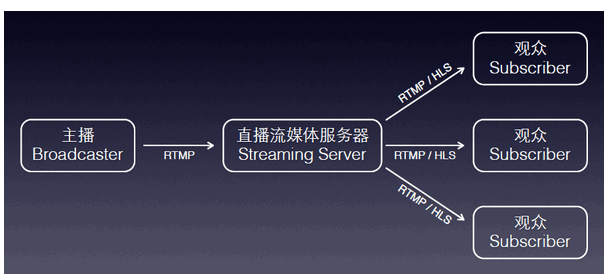 主播
Broadcaster
RTMP
直播流媒体服务器
Streaming Server
RTMP / HLS
观众
Subscriber
RTMP / HLS
观众
Subscriber
RTMP / HLS
观众
Subscriber